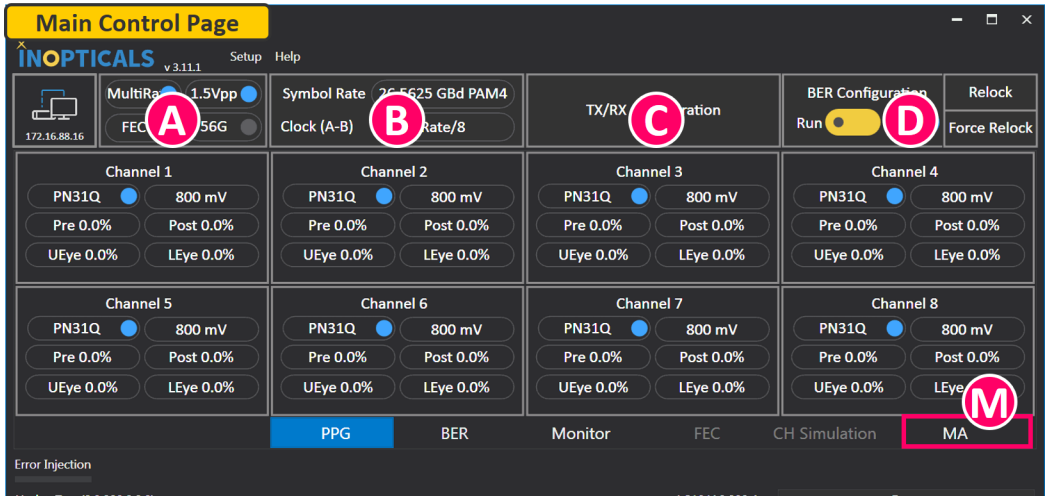 Main Control Page
INOPTICALS v 3.11.1 Setup Help
172.16.88.16
A
1.5Vpp
FEC 56G
Symbol Rate GBd PAM4
Clock (A-B) B Rate/8
TX/RX C
BER Configuration
Run D
Relock
Force Relock
Channel 1
PN31Q 800 mV
Pre 0.0% Post 0.0%
UEye 0.0% LEye 0.0%
Channel 2
PN31Q 800 mV
Pre 0.0% Post 0.0%
UEye 0.0% LEye 0.0%
Channel 3
PN31Q 800 mV
Pre 0.0% Post 0.0%
UEye 0.0% LEye 0.0%
Channel 4
PN31Q 800 mV
Pre 0.0% Post 0.0%
UEye 0.0% LEye 0.0%
Channel 5
PN31Q 800 mV
Pre 0.0% Post 0.0%
UEye 0.0% LEye 0.0%
Channel 6
PN31Q 800 mV
Pre 0.0% Post 0.0%
UEye 0.0% LEye 0.0%
Channel 7
PN31Q 800 mV
Pre 0.0% Post 0.0%
UEye 0.0% LEye 0.0%
Channel 8
PN31Q 800 mV
Pre 0.0% Post 0.0%
UEye 0.0% LEye
M
PPG BER Monitor FEC CH Simulation MA
Error Injection